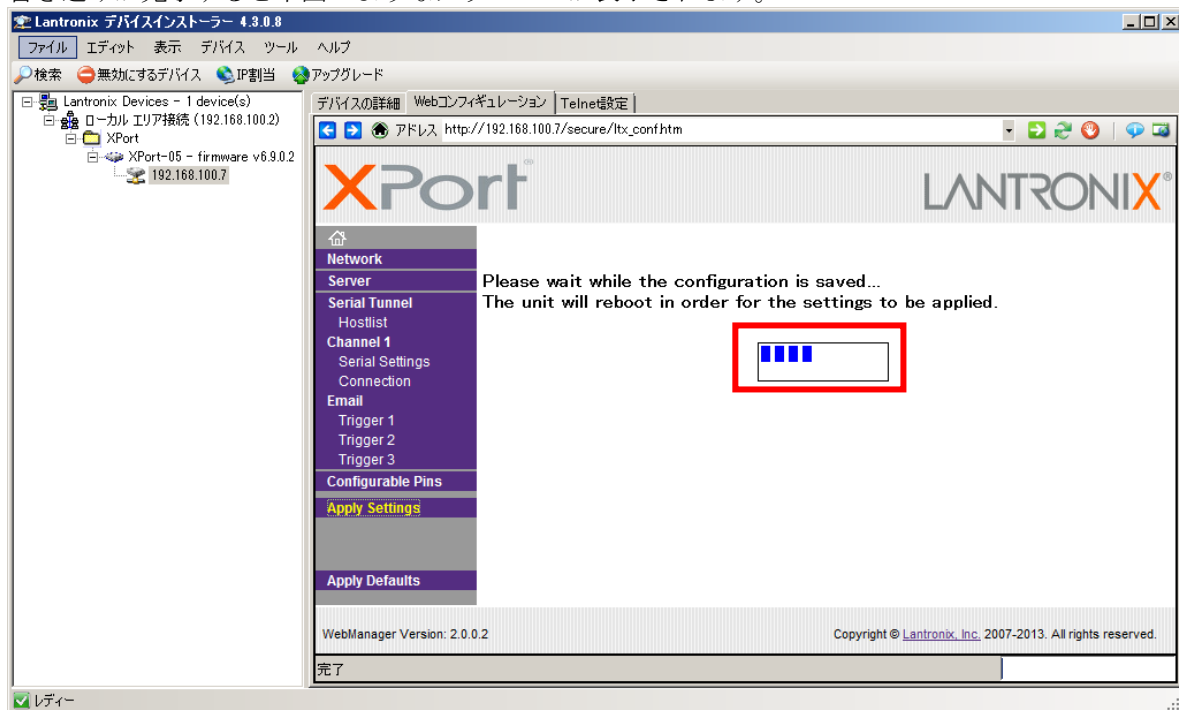 Lantronix デバイスインストーラー 4.3.0.8
ファイル エディット 表示 デバイス ツール ヘルプ
検索 無効にするデバイス IP割当 アップグレード
Lantronix Devices - 1 device(s)
ローカル エリア接続 (192.168.100.2)
XPort
XPort-05 - firmware v6.9.0.2
192.168.100.7
デバイスの詳細 Webコンフィギュレーション Telnet設定
アドレス http://192.168.100.7/secure/ltx_conf.htm
XPort®
LANTRONIX®
Network
Server
Serial Tunnel
Hostlist
Channel 1
Serial Settings
Connection
Email
Trigger 1
Trigger 2
Trigger 3
Configurable Pins
Apply Settings
Apply Defaults
Please wait while the configuration is saved...
The unit will reboot in order for the settings to be applied.
WebManager Version: 2.0.0.2
Copyright © Lantronix, Inc. 2007-2013. All rights reserved.
完了
レディー